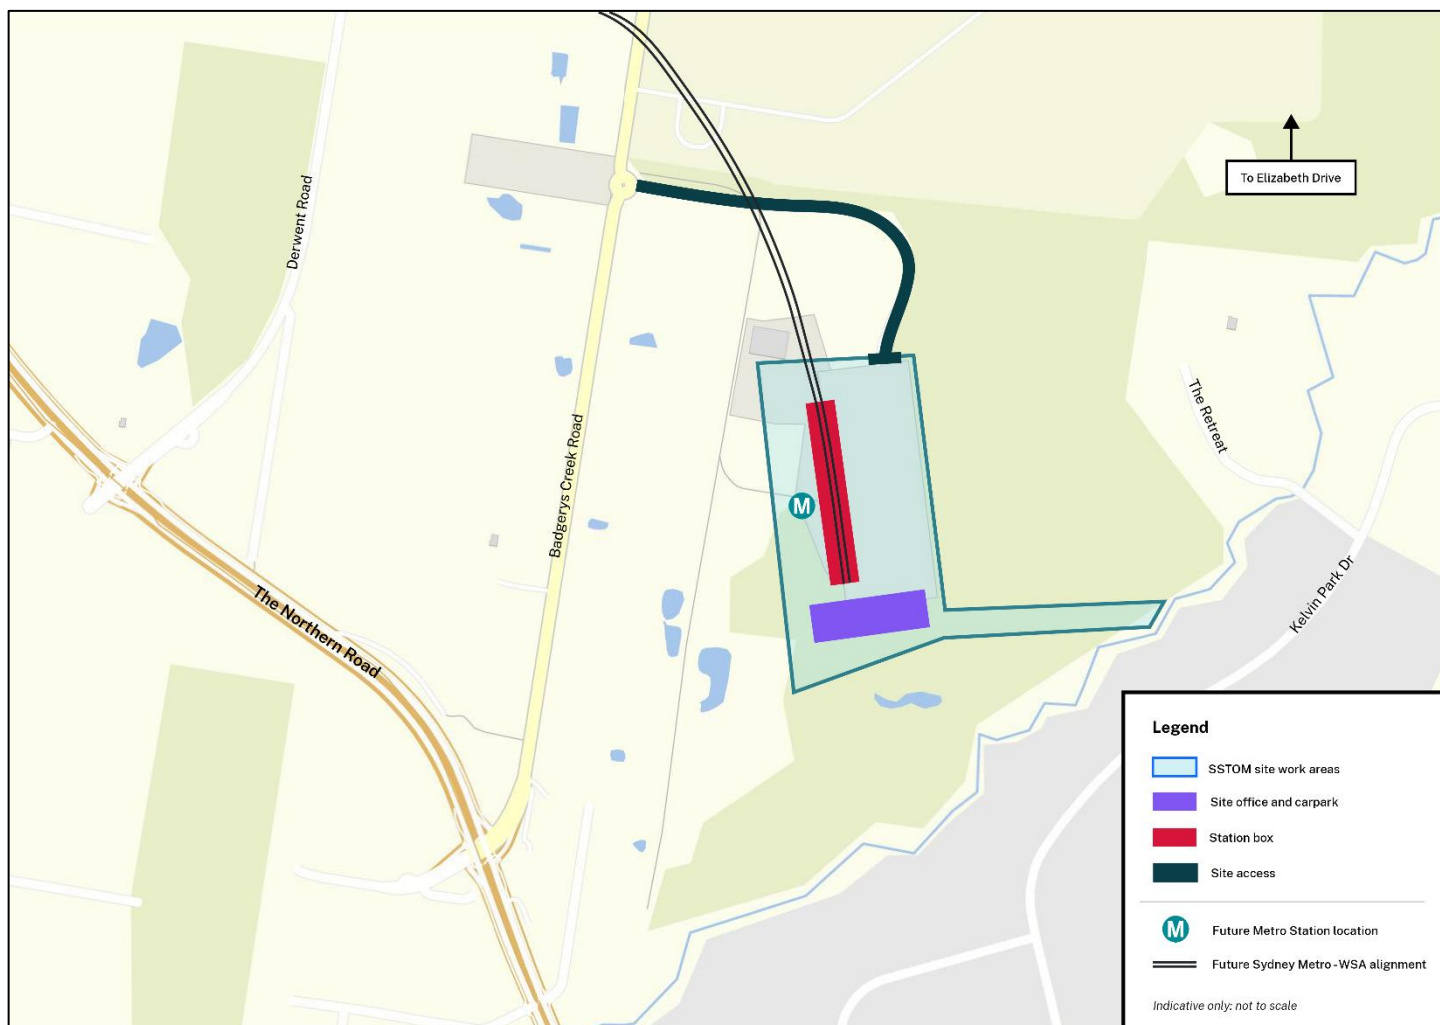 To Elizabeth Drive
Derwent Road
The Retreat
Badgerys Creek Road
M
Kelvin Park Dr
The Northern Road
Legend
SSTOM site work areas
Site office and carpark
Station box
Site access
M Future Metro Station location
Future Sydney Metro - WSA alignment
Indicative only: not to scale